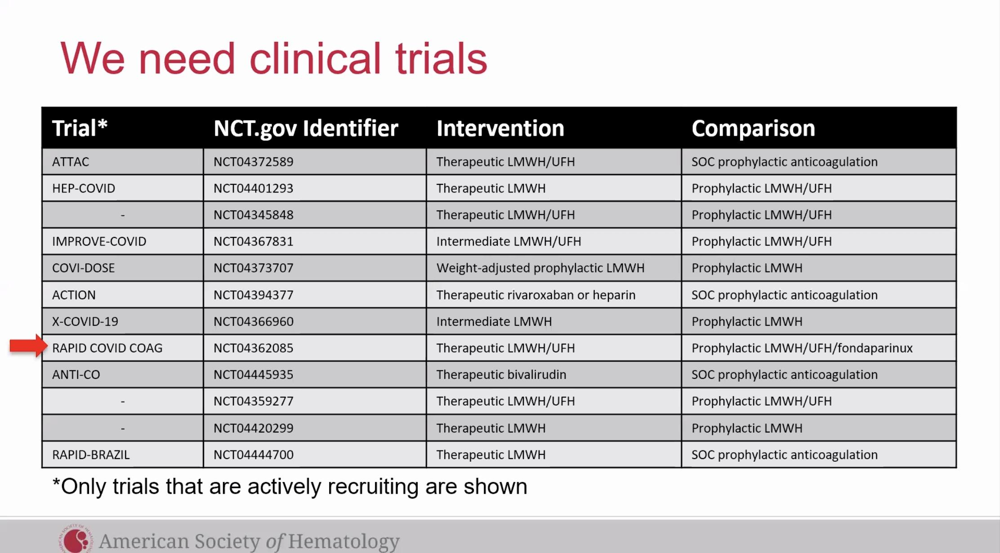 We need clinical trials
Trial* NCT.gov Identifier Intervention Comparison
ATTAC NCT04372589 Therapeutic LMWH/UFH SOC prophylactic anticoagulation
HEP-COVID NCT04401293 Therapeutic LMWH Prophylactic LMWH/UFH
- NCT04345848 Therapeutic LMWH/UFH Prophylactic LMWH/UFH
IMPROVE-COVID NCT04367831 Intermediate LMWH/UFH Prophylactic LMWH/UFH
COVI-DOSE NCT04373707 Weight-adjusted prophylactic LMWH Prophylactic LMWH
ACTION NCT04394377 Therapeutic rivaroxaban or heparin SOC prophylactic anticoagulation
X-COVID-19 NCT04366960 Intermediate LMWH Prophylactic LMWH
RAPID COVID COAG NCT04362085 Therapeutic LMWH/UFH Prophylactic LMWH/UFH/fondaparinux
ANTI-CO NCT04445935 Therapeutic bivalirudin SOC prophylactic anticoagulation
- NCT04359277 Therapeutic LMWH/UFH Prophylactic LMWH/UFH
- NCT04420299 Therapeutic LMWH Prophylactic LMWH
RAPID-BRAZIL NCT04444700 Therapeutic LMWH SOC prophylactic anticoagulation
*Only trials that are actively recruiting are shown
American Society of Hematology